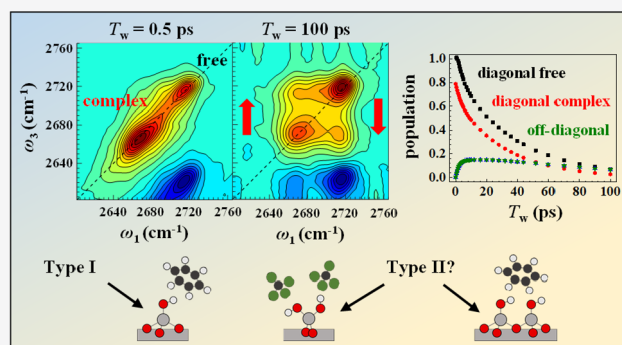 T_w = 0.5 ps
T_w = 100 ps
2760
2720
2680
2640
ω₃ (cm⁻¹)
free
complex
2640 2680 2720 2760
2640 2680 2720 2760
ω₁ (cm⁻¹)
ω₁ (cm⁻¹)
1.0
0.8
0.6
0.4
0.2
0.0
population
diagonal free
diagonal complex
off-diagonal
0 20 40 60 80 100
T_w (ps)
Type I
Type II?